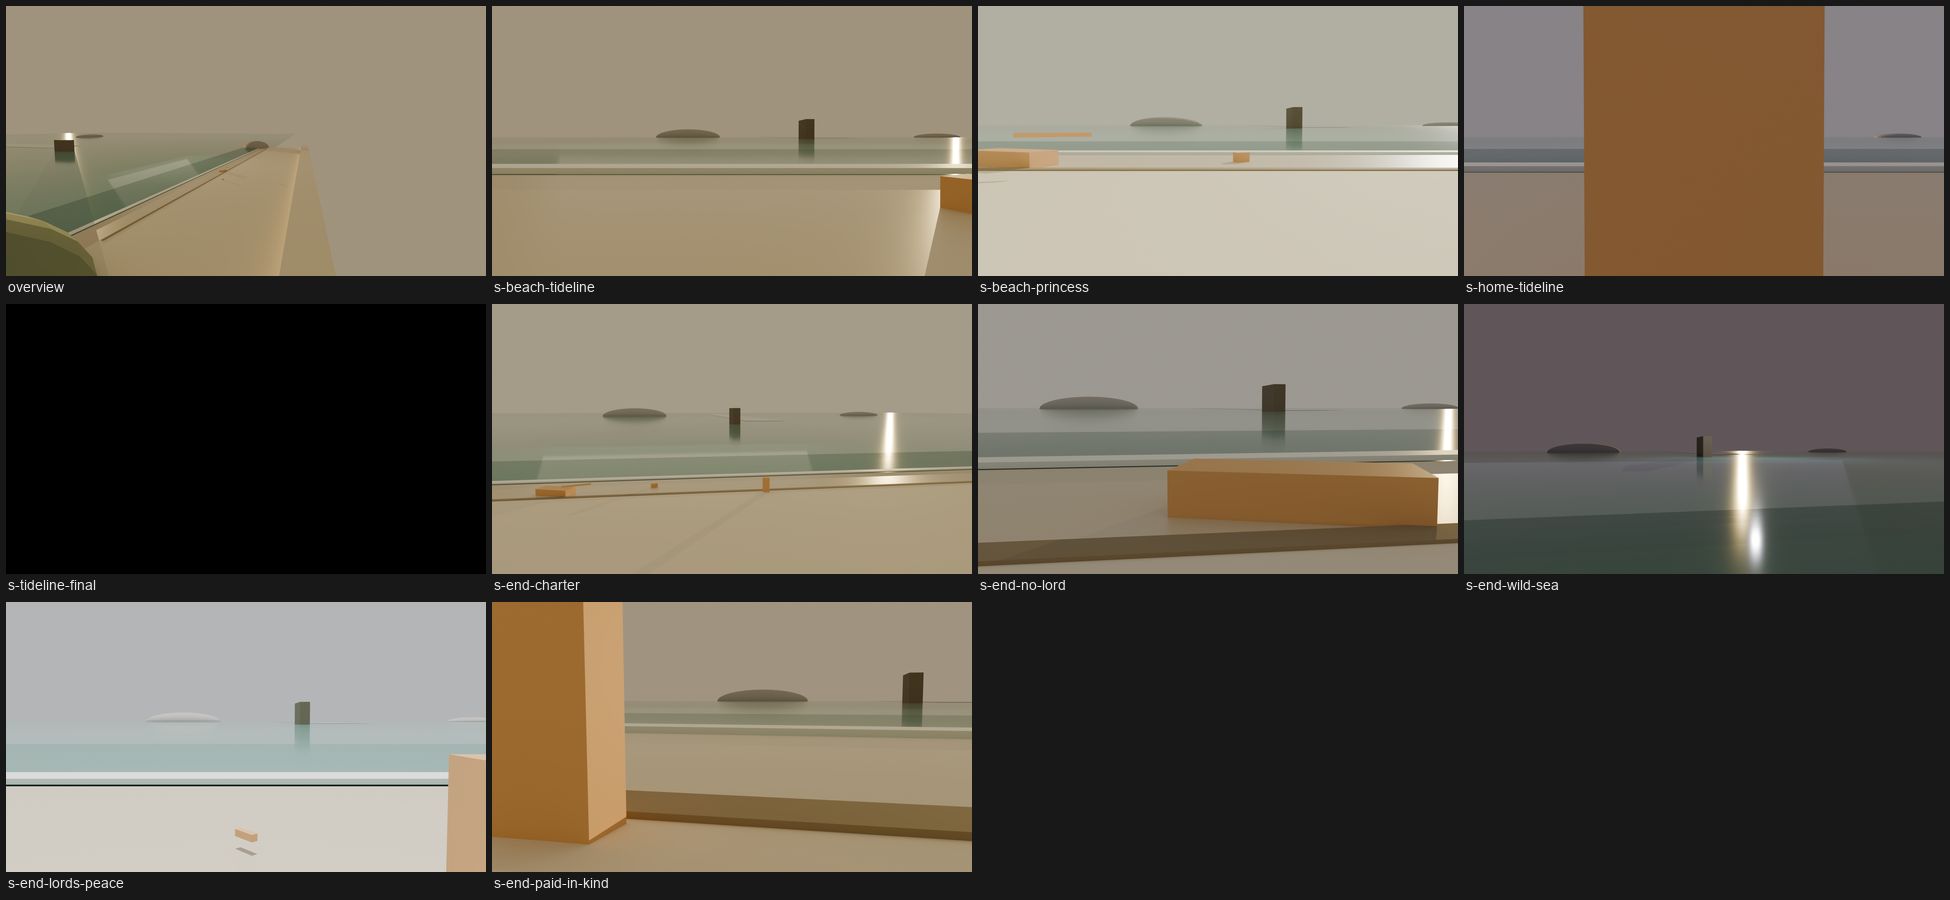 overview
s-beach-tideline
s-beach-princess
s-home-tideline
s-tideline-final
s-end-charter
s-end-no-lord
s-end-wild-sea
s-end-lords-peace
s-end-paid-in-kind